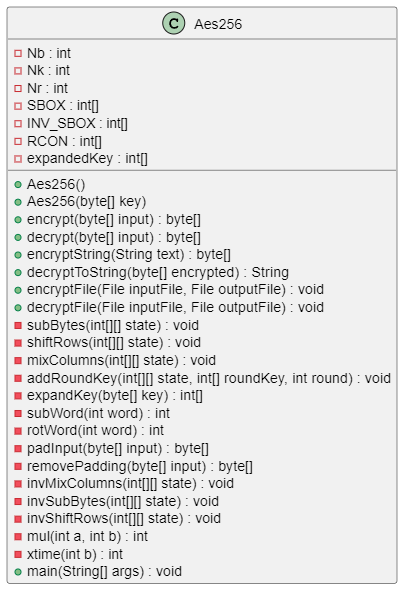 C Aes256
Nb : int
Nk : int
Nr : int
SBOX : int[]
INV_SBOX : int[]
RCON : int[]
expandedKey : int[]
Aes256()
Aes256(byte[] key)
encrypt(byte[] input) : byte[]
decrypt(byte[] input) : byte[]
encryptString(String text) : byte[]
decryptToString(byte[] encrypted) : String
encryptFile(File inputFile, File outputFile) : void
decryptFile(File inputFile, File outputFile) : void
subBytes(int[][] state) : void
shiftRows(int[][] state) : void
mixColumns(int[][] state) : void
addRoundKey(int[][] state, int[] roundKey, int round) : void
expandKey(byte[] key) : int[]
subWord(int word) : int
rotWord(int word) : int
padInput(byte[] input) : byte[]
removePadding(byte[] input) : byte[]
invMixColumns(int[][] state) : void
invSubBytes(int[][] state) : void
invShiftRows(int[][] state) : void
mul(int a, int b) : int
xtime(int b) : int
main(String[] args) : void